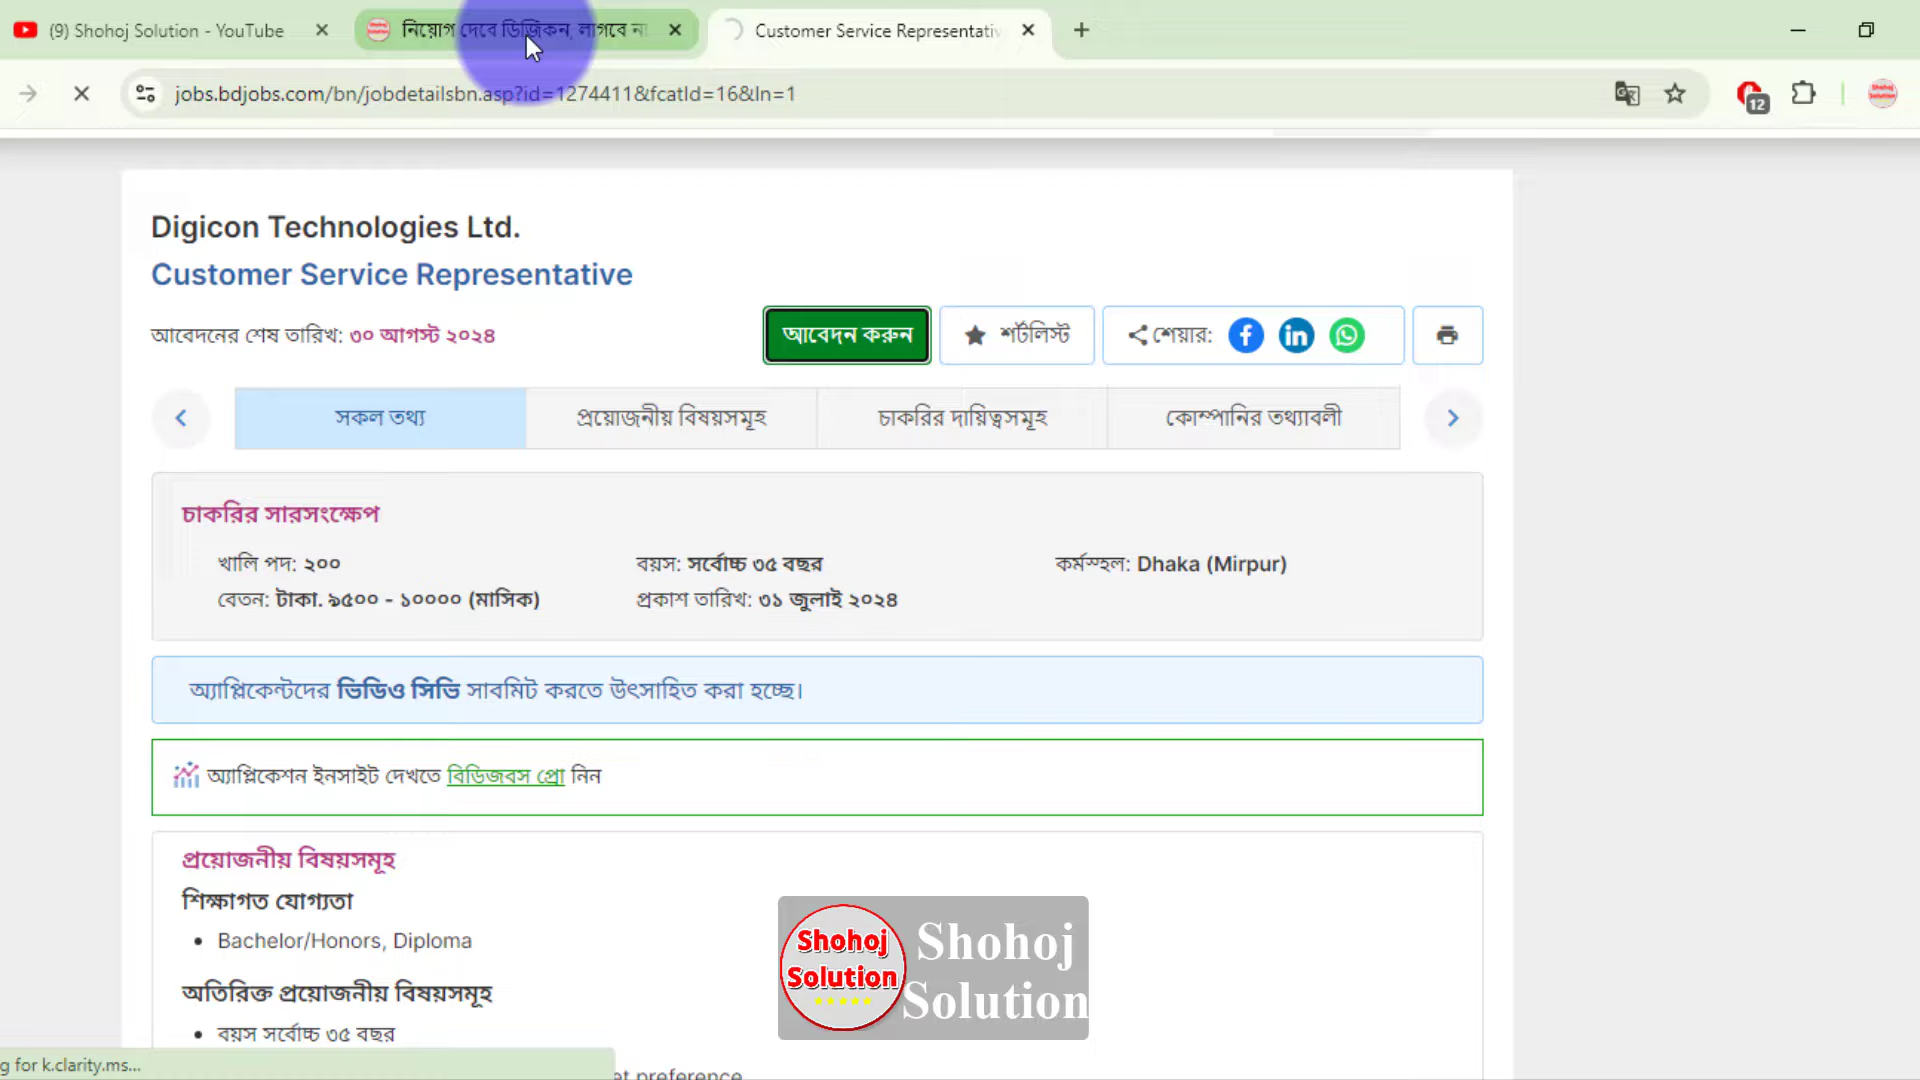 (9) Shohoj Solution - YouTube
নিয়োগ দেবে ডিজিকন, লাগবে না
Customer Service Representativ
jobs.bdjobs.com/bn/jobdetailsbn.asp?id=1274411&fcatId=16&ln=1
12
Digicon Technologies Ltd.
Customer Service Representative
আবেদনের শেষ তারিখ: ৩০ আগস্ট ২০২৪
আবেদন করুন
শর্টলিস্ট
শেয়ার:
সকল তথ্য
প্রয়োজনীয় বিষয়সমূহ
চাকরির দায়িত্বসমূহ
কোম্পানির তথ্যাবলী
চাকরির সারসংক্ষেপ
খালি পদ: ২০০
বয়স: সর্বোচ্চ ৩৫ বছর
কর্মস্হল: Dhaka (Mirpur)
বেতন: টাকা. ৯৫০০ - ১০০০০ (মাসিক)
প্রকাশ তারিখ: ৩১ জুলাই ২০২৪
অ্যাপ্লিকেন্টদের ভিডিও সিভি সাবমিট করতে উৎসাহিত করা হচ্ছে।
অ্যাপ্লিকেশন ইনসাইট দেখতে বিডিজবস প্রো নিন
প্রয়োজনীয় বিষয়সমূহ
শিক্ষাগত যোগ্যতা
Bachelor/Honors, Diploma
অতিরিক্ত প্রয়োজনীয় বিষয়সমূহ
বয়স সর্বোচ্চ ৩৫ বছর
Shohoj
Solution
Shohoj
Solution
g for k.clarity.ms...
preference